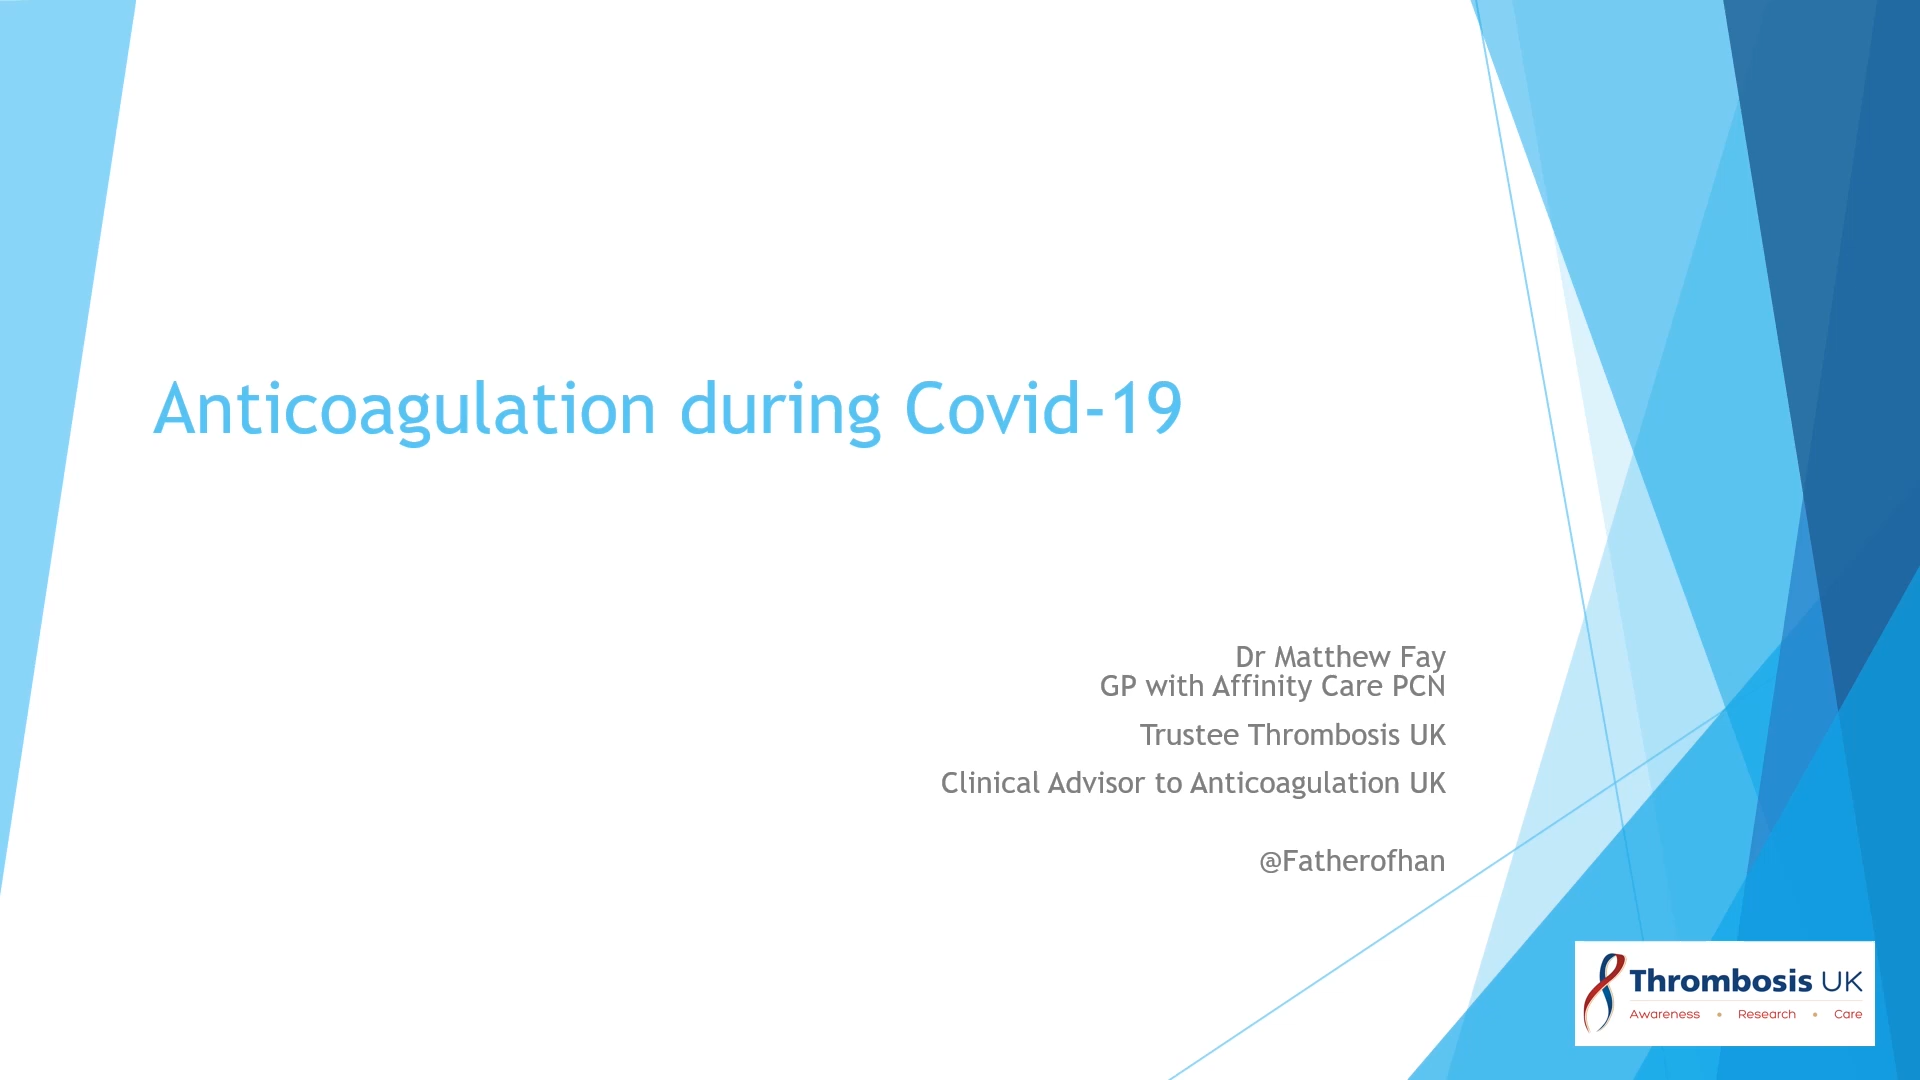 Anticoagulation during Covid-19
Dr Matthew Fay
GP with Affinity Care PCN
Trustee Thrombosis UK
Clinical Advisor to Anticoagulation UK
@Fatherofhan
Thrombosis UK
Awareness • Research • Care